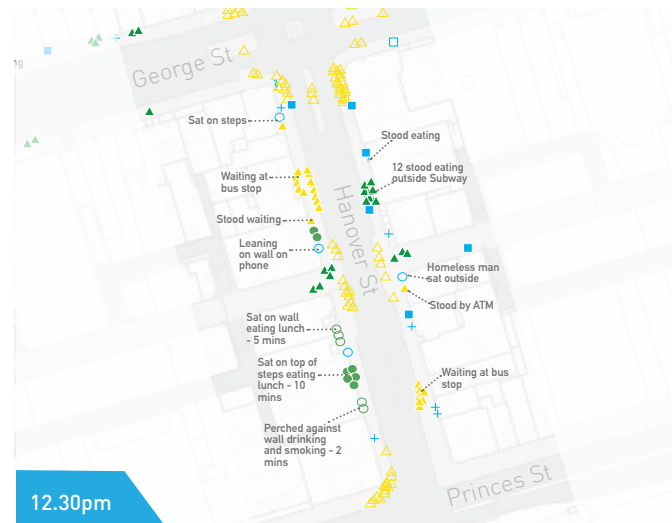 George St
ng
Sat on steps
Stood eating
12 stood eating
outside Subway
Waiting at
bus stop
Hanover St
Stood waiting
Leaning
on wall on
phone
Homeless man
sat outside
Stood by ATM
Sat on wall
eating lunch
- 5 mins
Sat on top of
steps eating
lunch - 10
mins
Waiting at bus
stop
Perched against
wall drinking
and smoking - 2
mins
Princes St
12.30pm